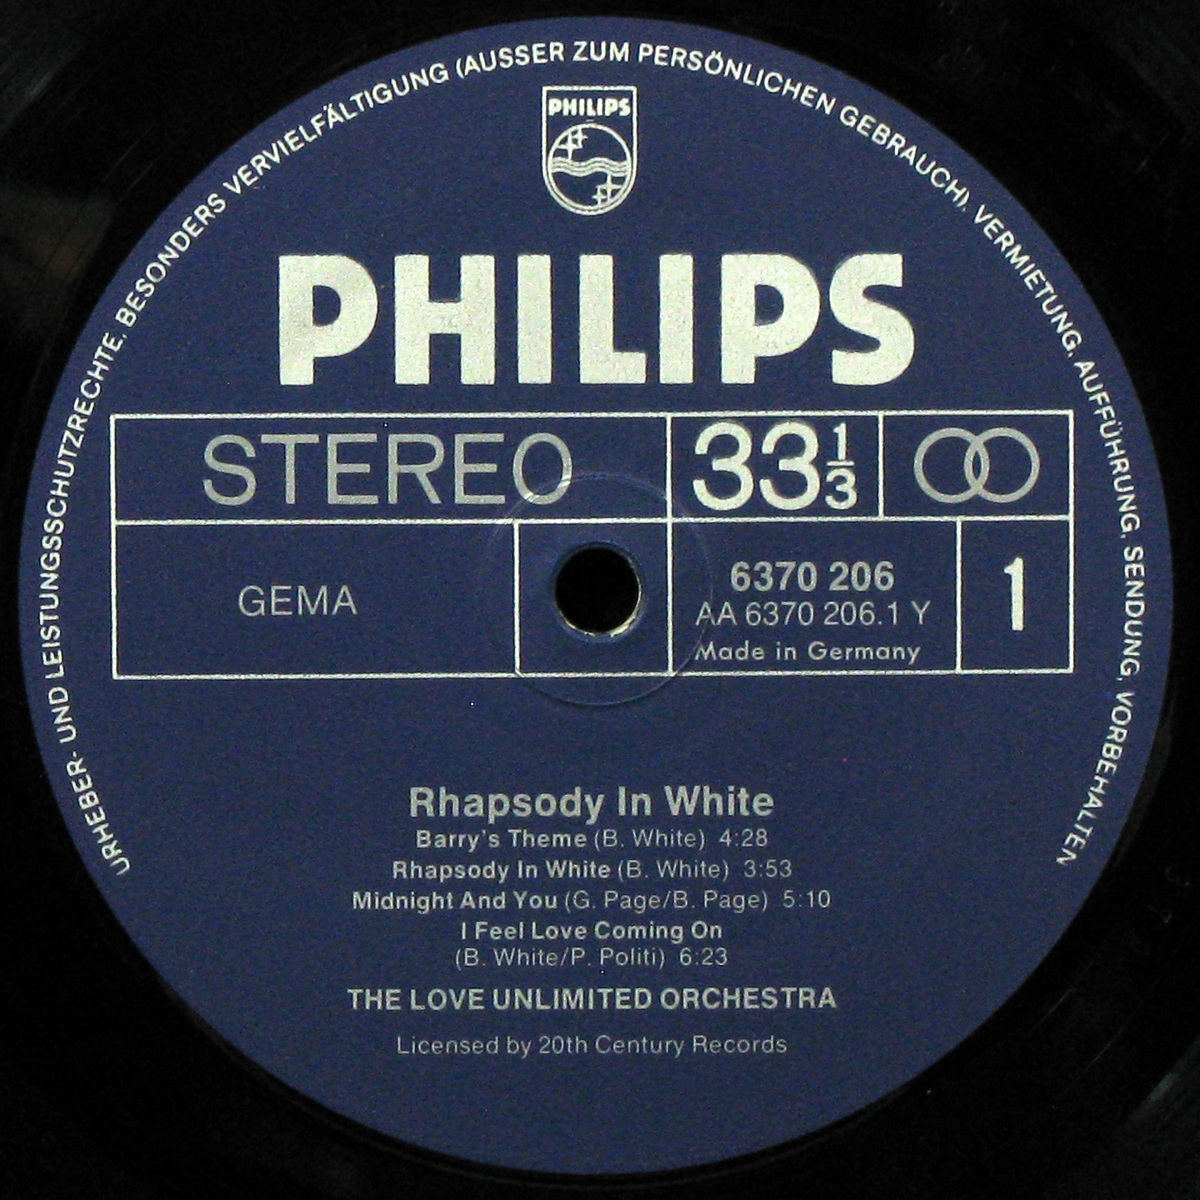 URHEBER- UND LEISTUNGSSCHUTZRECHTE, BESONDERS VERVIELFÄLTIGUNG (AUSSER ZUM PERSÖNLICHEN GEBRAUCH), VERMIETUNG, AUFFÜHRUNG, SENDUNG, VORBEHALTEN
PHILIPS
PHILIPS
STEREO 33 1/3
GEMA 6370 206 1
AA 6370 206.1 Y
Made in Germany
Rhapsody In White
Barry's Theme (B. White) 4:28
Rhapsody In White (B. White) 3:53
Midnight And You (G. Page/B. Page) 5:10
I Feel Love Coming On
(B. White/P. Politi) 6:23
THE LOVE UNLIMITED ORCHESTRA
Licensed by 20th Century Records